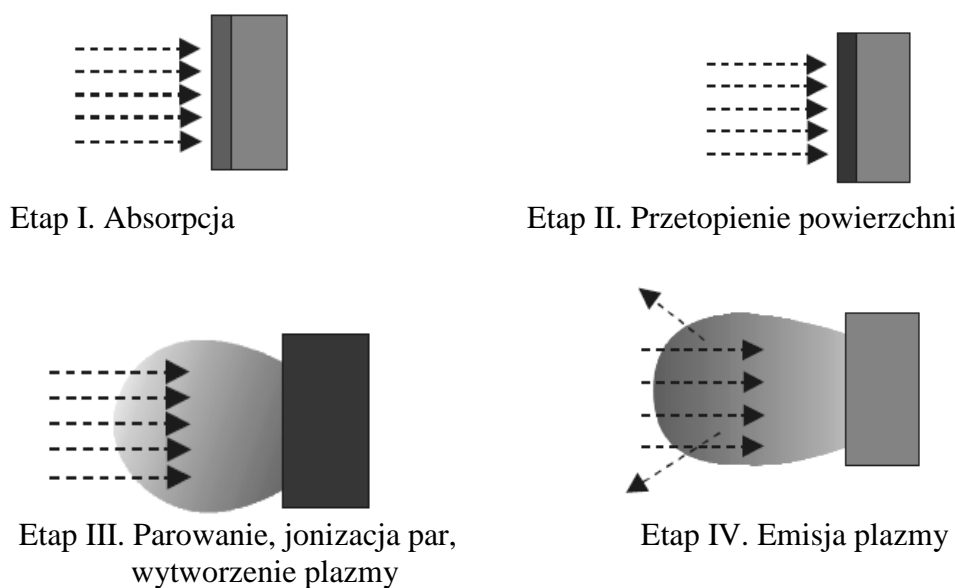 Etap I. Absorpcja
Etap II. Przetopienie powierzchni
Etap III. Parowanie, jonizacja par,
wytworzenie plazmy
Etap IV. Emisja plazmy